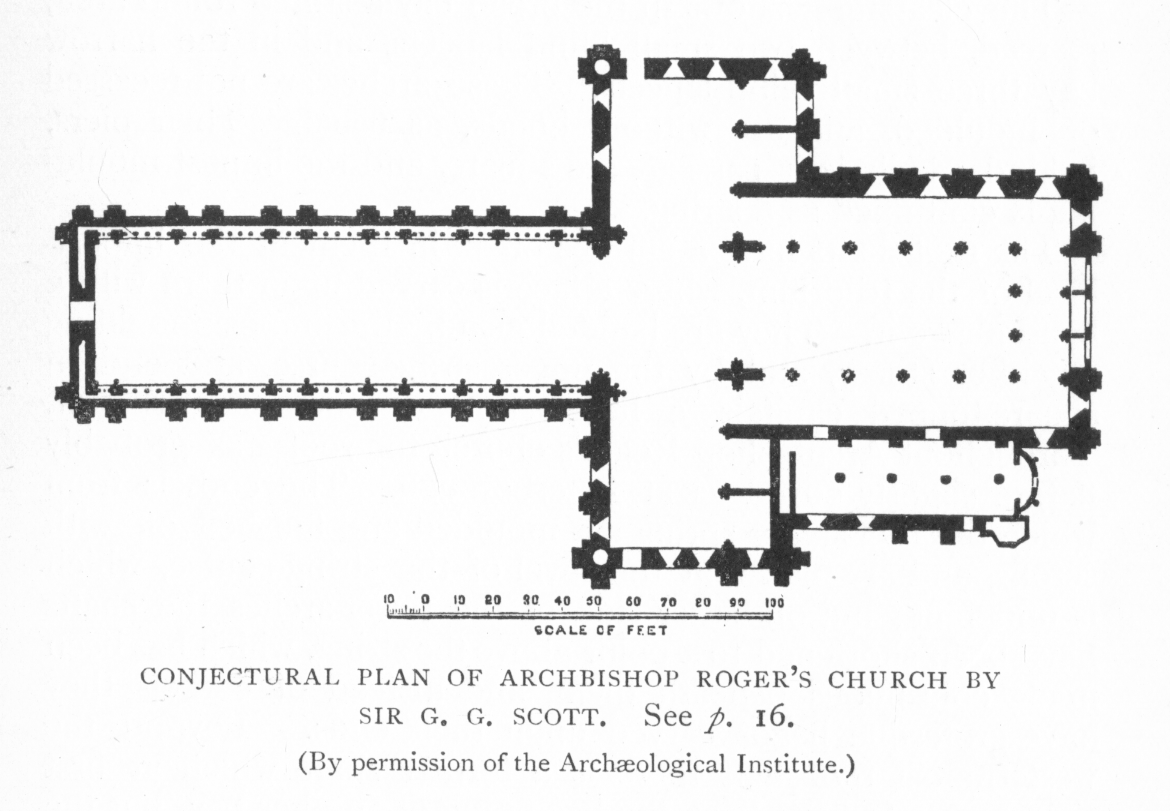 10 0 10 20 30 40 50 60 70 80 90 100
SCALE OF FEET
CONJECTURAL PLAN OF ARCHBISHOP ROGER'S CHURCH BY
SIR G. G. SCOTT. See p. 16.
(By permission of the Archæological Institute.)